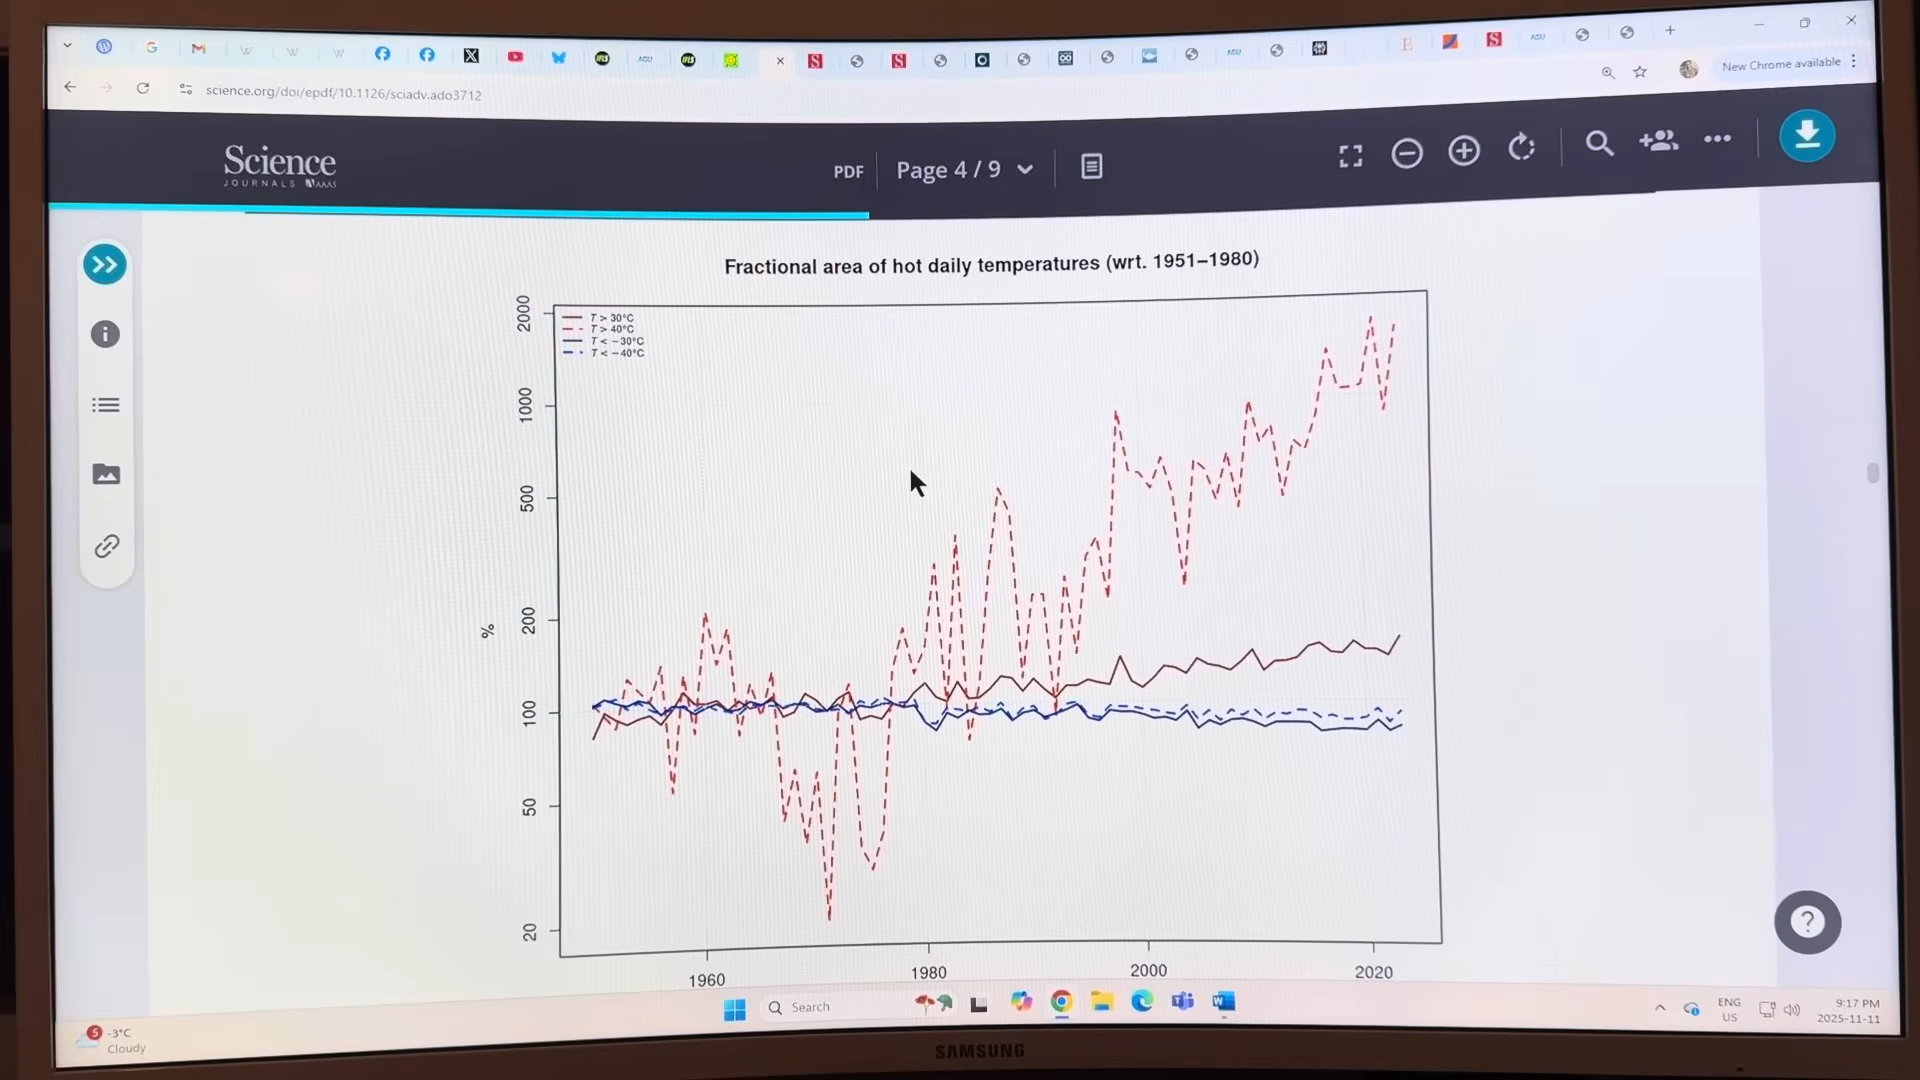 New Chrome available
science.org/doi/epdf/10.1126/sciadv.ado3712
Science
JOURNALS AAAS
PDF
Page 4 / 9
Fractional area of hot daily temperatures (wrt. 1951–1980)
T > 30°C
T > 40°C
T < −30°C
T < −40°C
%
2000
1000
500
200
100
50
20
1960
1980
2000
2020
?
5
-3°C
Cloudy
Search
ENG
US
9:17 PM
2025-11-11
SAMSUNG